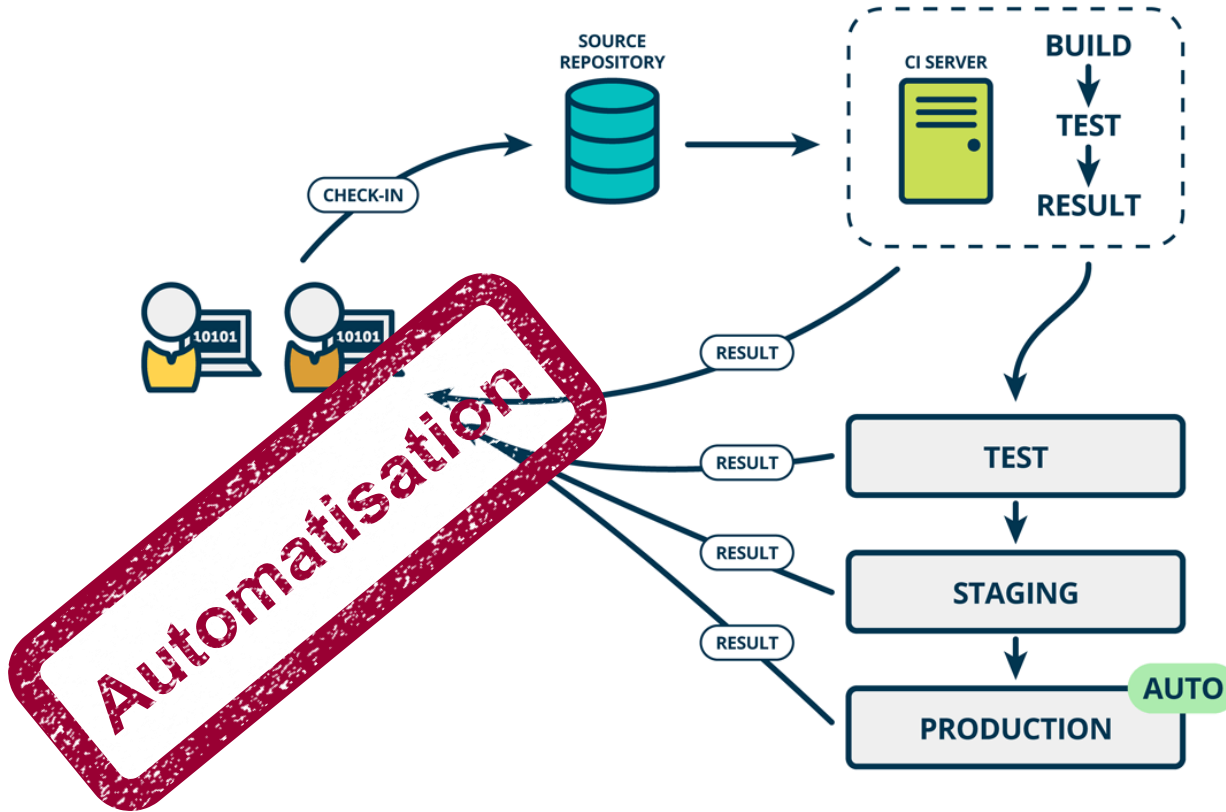 SOURCE
REPOSITORY
CI SERVER
BUILD
TEST
RESULT
CHECK-IN
10101
10101
RESULT
RESULT
RESULT
RESULT
TEST
STAGING
PRODUCTION
AUTO
Automatisation